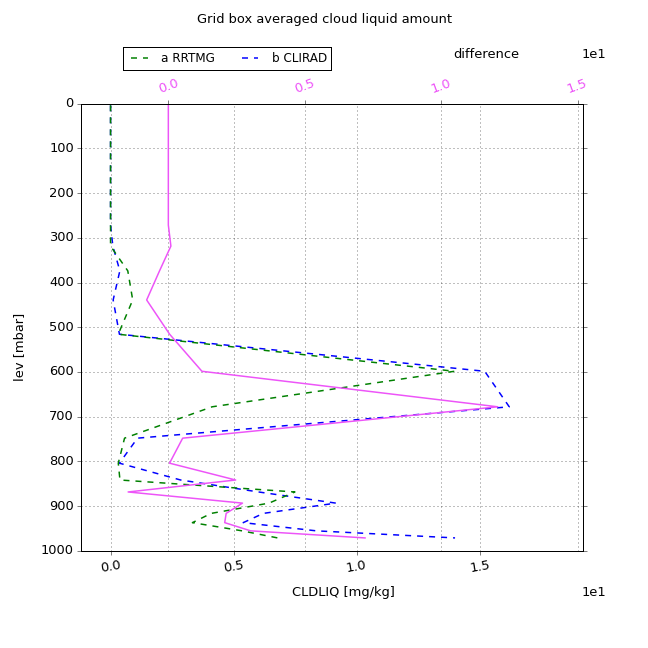 Grid box averaged cloud liquid amount
a RRTMG b CLIRAD
difference 1e1
0.0 0.5 1.0 1.5
0
100
200
300
400
500
600
700
800
900
1000
lev [mbar]
0.0 0.5 1.0 1.5
CLDLIQ [mg/kg] 1e1